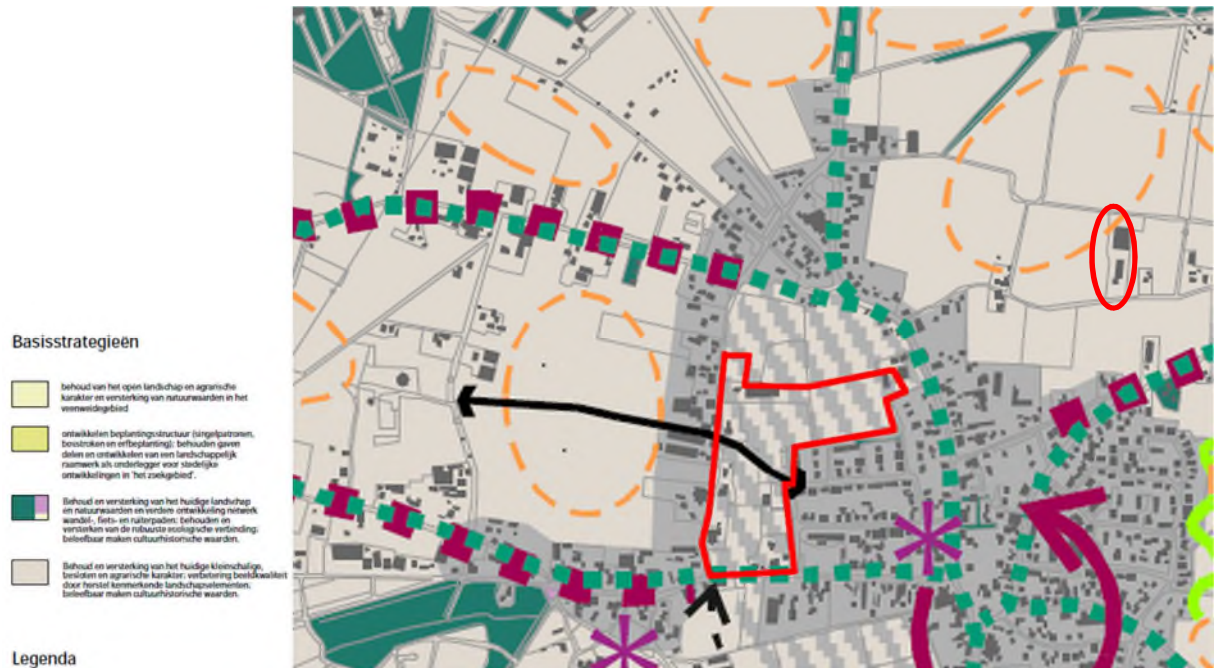 Basisstrategieën
behoud van het open landschap en agrarische
karakter en versterking van natuurwaarden in het
veenweidegebied
ontwikkelen beplantingsstructuur (singelpatronen,
bosstroken en erfbeplanting); behouden gaven
delen en ontwikkelen van een landschappelijk
raamwerk als onderlegger voor stedelijke
ontwikkelingen in 'het zoekgebied'.
Behoud en versterking van het huidige landschap
en natuurwaarden en verdere ontwikkeling netwerk
wandel-, fiets- en ruiterpaden; behouden en
versterken van de robuuste ecologische verbinding;
beleefbaar maken cultuurhistorische waarden.
Behoud en versterking van het huidige kleinschalige,
besloten en agrarische karakter; verbetering beeldkwaliteit
door herstel kenmerkende landschapselementen;
beleefbaar maken cultuurhistorische waarden.
Legenda